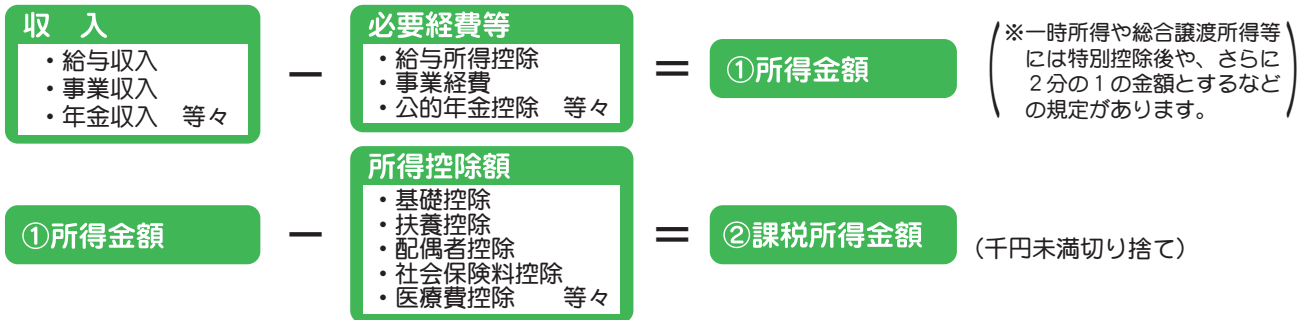 収　入
・給与収入
・事業収入
・年金収入　等々
－
必要経費等
・給与所得控除
・事業経費
・公的年金控除　等々
＝
①所得金額
※一時所得や総合譲渡所得等
には特別控除後や、さらに
２分の１の金額とするなど
の規定があります。
①所得金額
－
所得控除額
・基礎控除
・扶養控除
・配偶者控除
・社会保険料控除
・医療費控除　　等々
＝
②課税所得金額
（千円未満切り捨て）